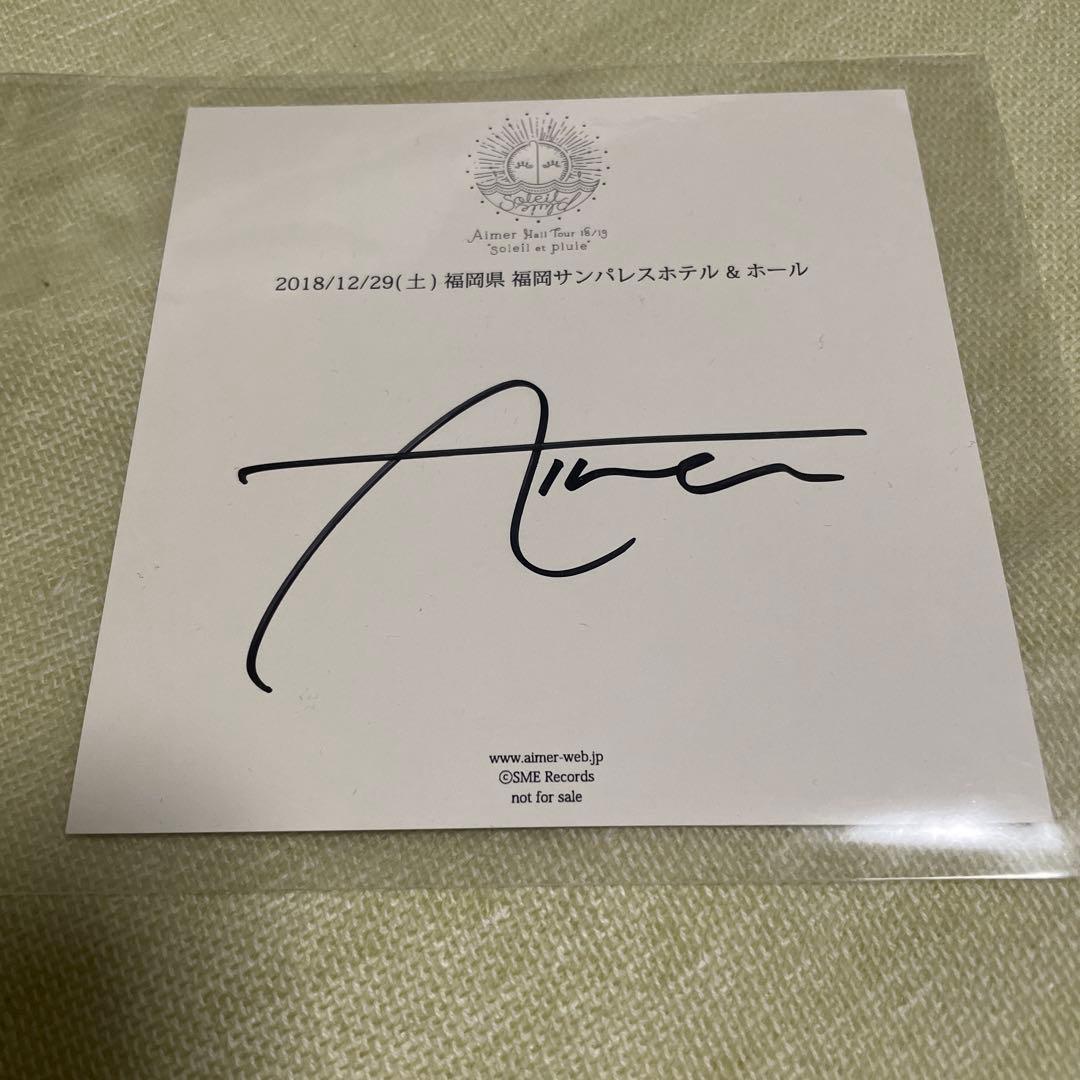 Soleil
Pluie
Aimer Hall Tour 18/19
"soleil et pluie"
2018/12/29(土) 福岡県 福岡サンパレスホテル & ホール
Aimer
www.aimer-web.jp
©SME Records
not for sale